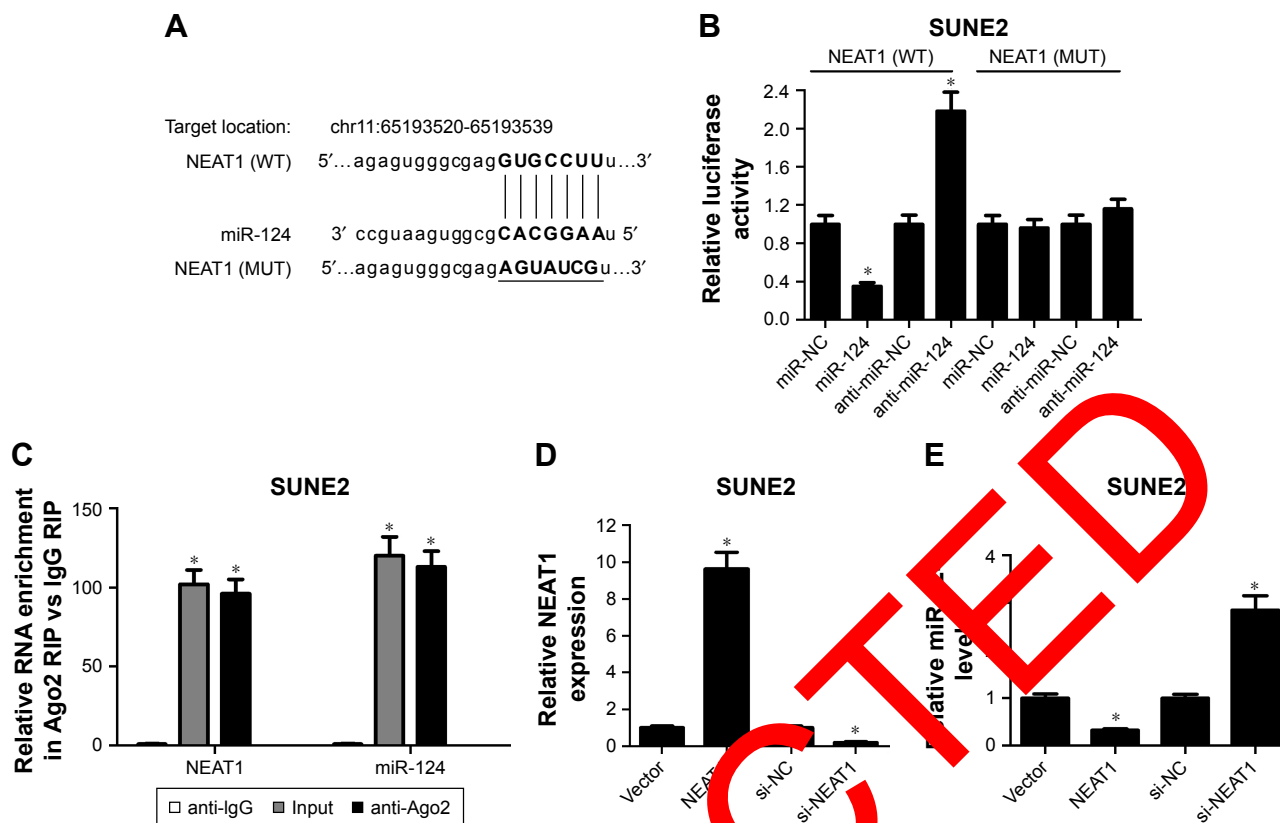 A
Target location: chr11:65193520-65193539
NEAT1 (WT) 5′...agagugggcgagGUGCCUUu...3′
miR-124 3′ ccguaaguggcgCACGGAAu 5′
NEAT1 (MUT) 5′...agagugggcgagAGUAUCGu...3′
B
SUNE2
NEAT1 (WT) NEAT1 (MUT)
Relative luciferase
activity
2.4
2.0
1.6
1.2
0.8
0.4
0.0
* *
miR-NC miR-124 anti-miR-NC anti-miR-124 miR-NC miR-124 anti-miR-NC anti-miR-124
C
SUNE2
Relative RNA enrichment
in Ago2 RIP vs IgG RIP
150
100
50
0
* * * *
NEAT1 miR-124
anti-IgG Input anti-Ago2
D
SUNE2
Relative NEAT1
expression
12
10
8
6
4
2
0
* *
Vector si-NC si-NEAT1
E
SUNE2
miR
level
4
1
0
* *
Vector NEAT1 si-NC si-NEAT1
CTED